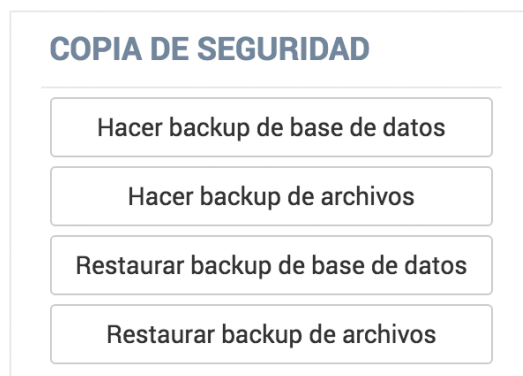 COPIA DE SEGURIDAD
Hacer backup de base de datos
Hacer backup de archivos
Restaurar backup de base de datos
Restaurar backup de archivos